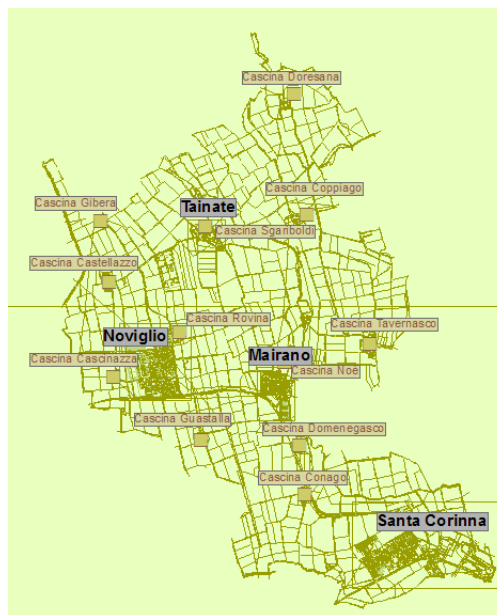 Cascina Doresana
Cascina Coppiago
Cascina Gibera
Tainate
Cascina Sgariboldi
Cascina Castellazzo
Cascina Rovina
Cascina Tavernasco
Noviglio
Mairano
Cascina Cascinazza
Cascina Noè
Cascina Guastalla
Cascina Domenegasco
Cascina Conago
Santa Corinna